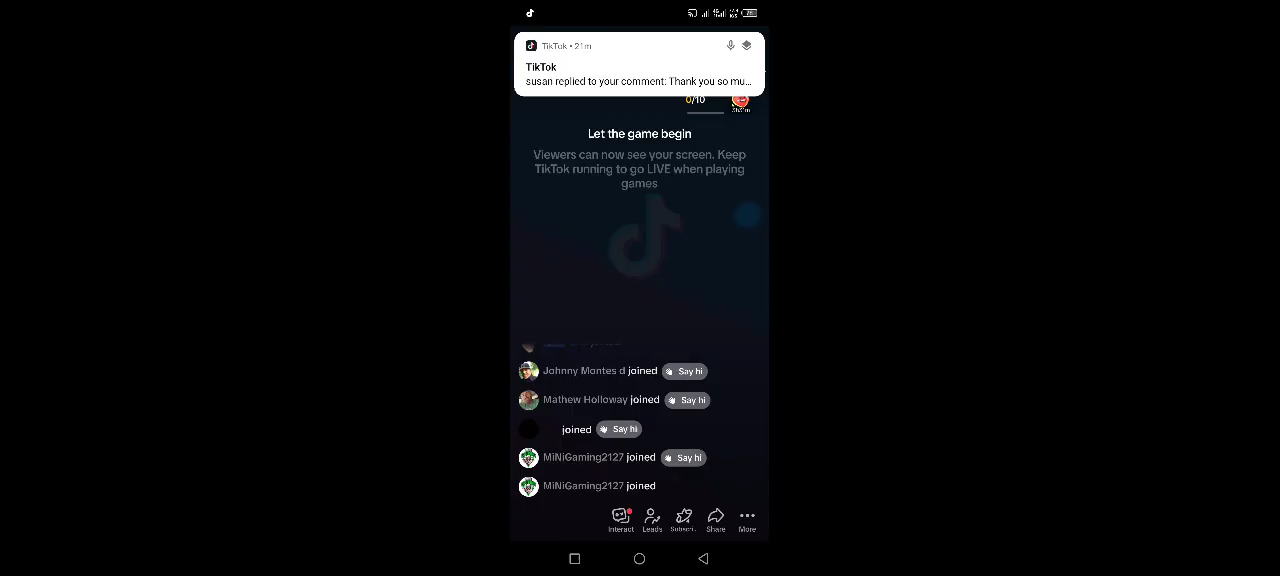 TikTok • 21m
TikTok
susan replied to your comment: Thank you so mu...
0/10
Let the game begin
Viewers can now see your screen. Keep
TikTok running to go LIVE when playing
games
Johnny Montes d joined Say hi
Mathew Holloway joined Say hi
joined Say hi
MiNiGaming2127 joined Say hi
MiNiGaming2127 joined
Interact Leads Subscri... Share More